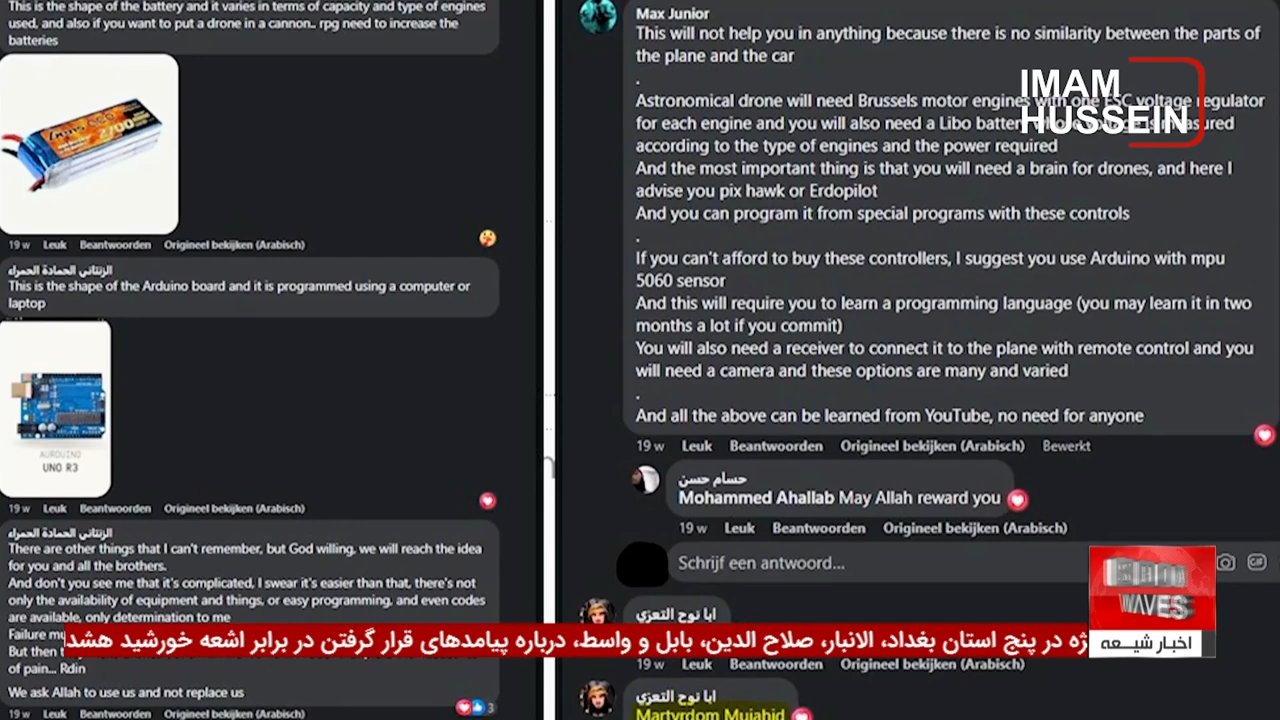 This is the shape of the battery and it varies in terms of capacity and type of engines
used, and also if you want to put a drone in a cannon.. rpg need to increase the
batteries
2700
19 w Leuk Beantwoorden Origineel bekijken (Arabisch)
الزنتاني الحمادة الحمراء
This is the shape of the Arduino board and it is programmed using a computer or
laptop
AURDUINO
UNO R3
19 w Leuk Beantwoorden Origineel bekijken (Arabisch)
الزنتاني الحمادة الحمراء
There are other things that I can't remember, but God willing, we will reach the idea
for you and all the brothers.
And don't you see me that it's complicated, I swear it's easier than that, there's not
only the availability of equipment and things, or easy programming, and even codes
are available, only determination to me
Failure
But then
of pain... Rdin
We ask Allah to use us and not replace us
3
19 w Leuk Beantwoorden Origineel bekijken (Arabisch)
Max Junior
This will not help you in anything because there is no similarity between the parts of
the plane and the car
.
Astronomical drone will need Brussels motor engines with one ESC voltage regulator
for each engine and you will also need a Libo battery whose voltage is measured
according to the type of engines and the power required
And the most important thing is that you will need a brain for drones, and here I
advise you pix hawk or Erdopilot
And you can program it from special programs with these controls
.
If you can't afford to buy these controllers, I suggest you use Arduino with mpu
5060 sensor
And this will require you to learn a programming language (you may learn it in two
months a lot if you commit)
You will also need a receiver to connect it to the plane with remote control and you
will need a camera and these options are many and varied
.
And all the above can be learned from YouTube, no need for anyone
19 w Leuk Beantwoorden Origineel bekijken (Arabisch) Bewerkt
حسام حسن
Mohammed Ahallab May Allah reward you
19 w Leuk Beantwoorden Origineel bekijken (Arabisch)
Schrijf een antwoord...
GIF
ابا نوح التعزي
19 w Leuk Beantwoorden Origineel bekijken (Arabisch)
ابا نوح التعزي
Martyrdom Mujahid
IMAM
HUSSEIN
WAVES
اخبار شیعه
ژه در پنج استان بغداد، الانبار، صلاح الدین، بابل و واسط، درباره پیامدهای قرار گرفتن در برابر اشعه خورشید هشد